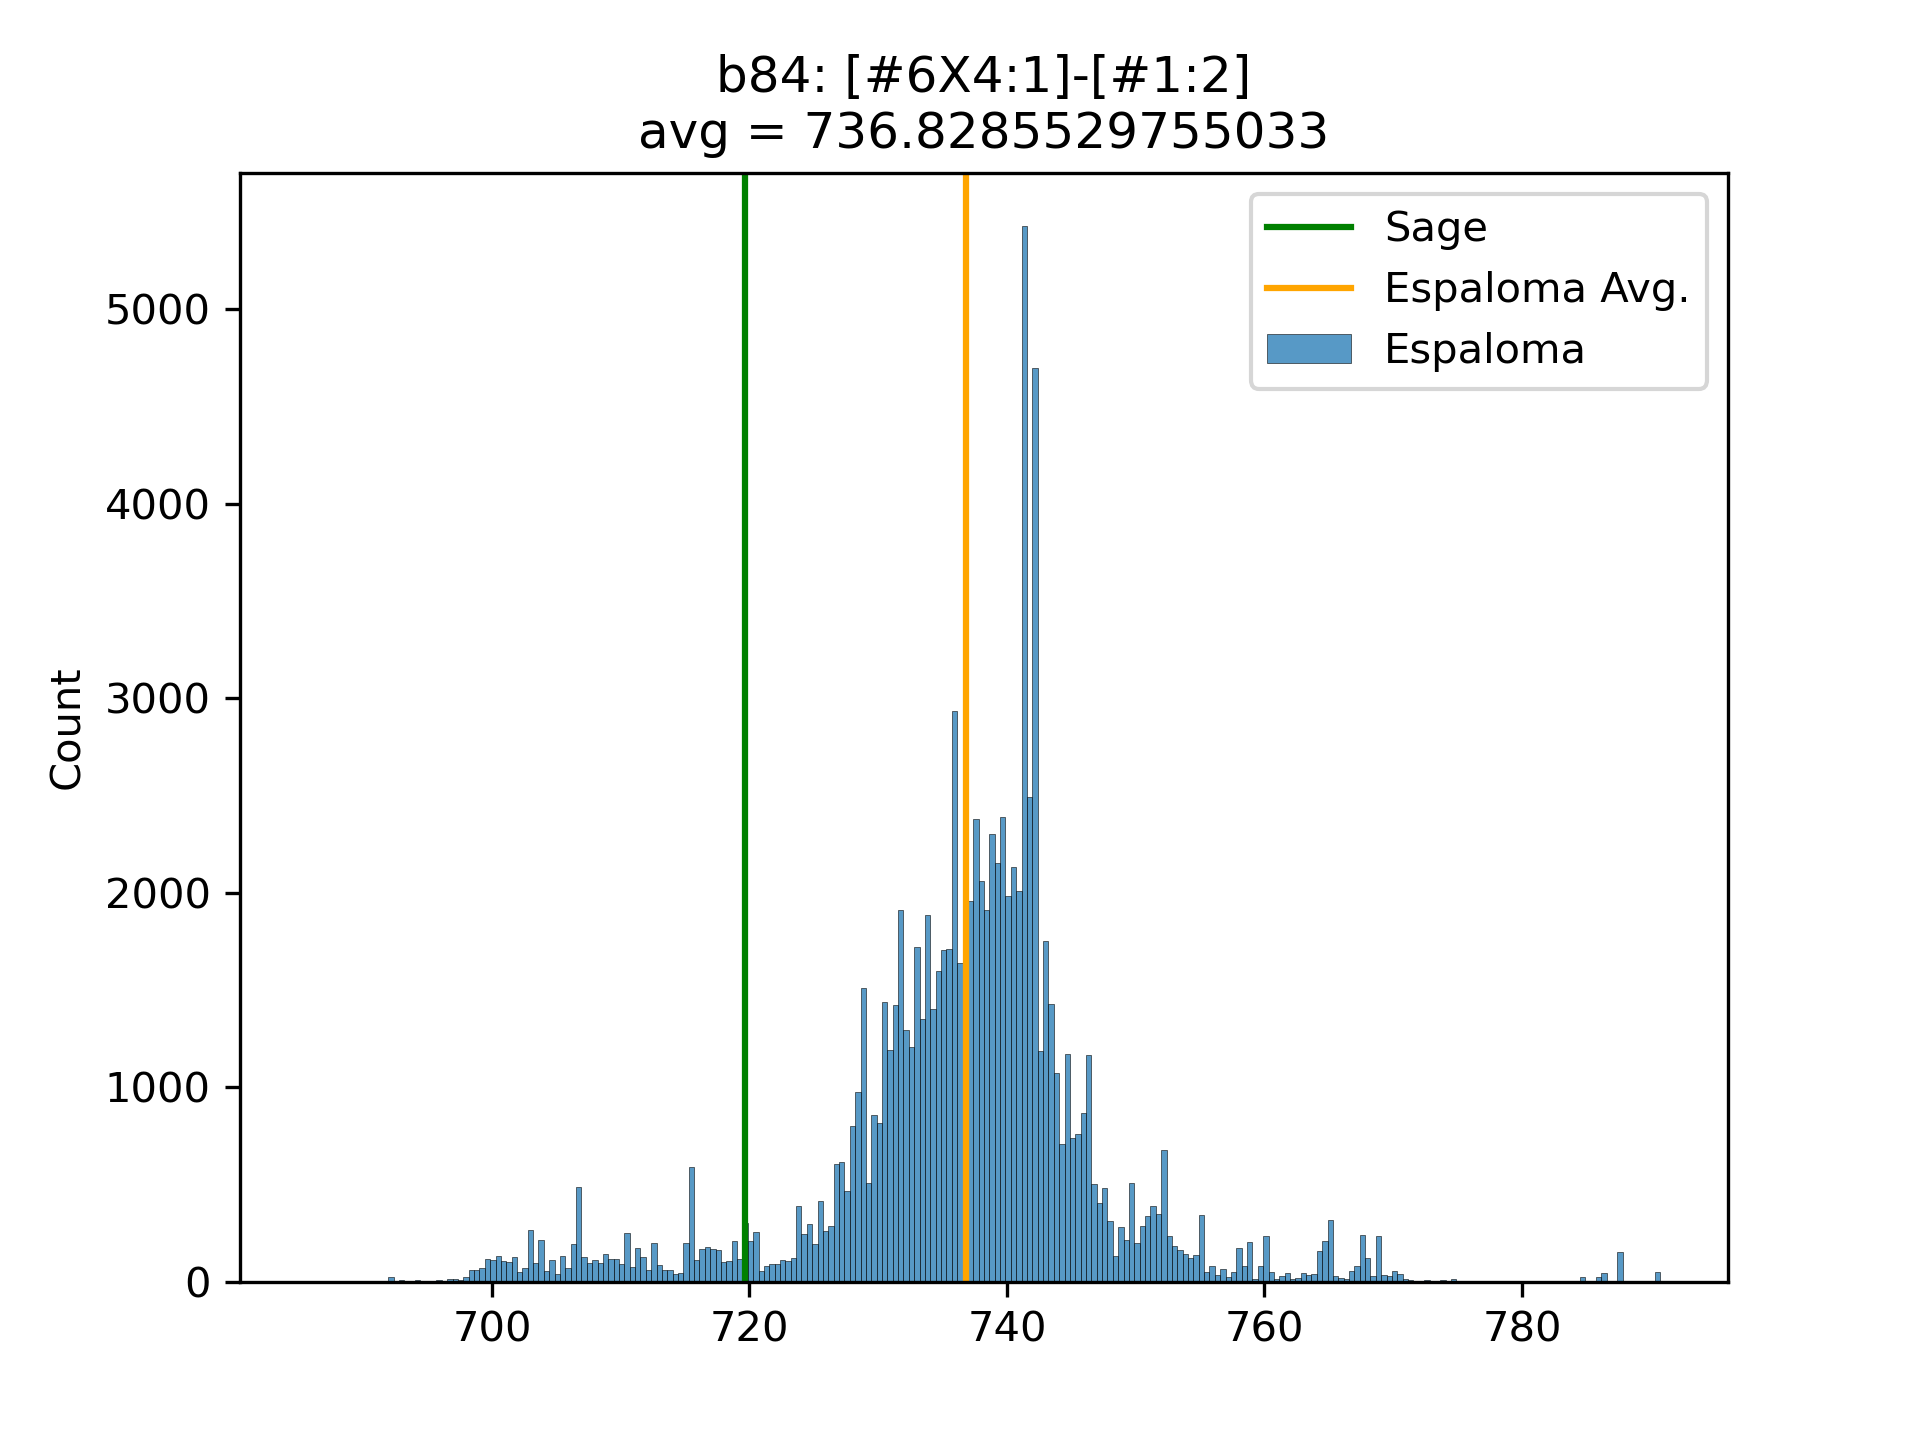 b84: [#6X4:1]-[#1:2]
avg = 736.8285529755033
Sage
Espaloma Avg.
Espaloma
Count
5000
4000
3000
2000
1000
0
700 720 740 760 780